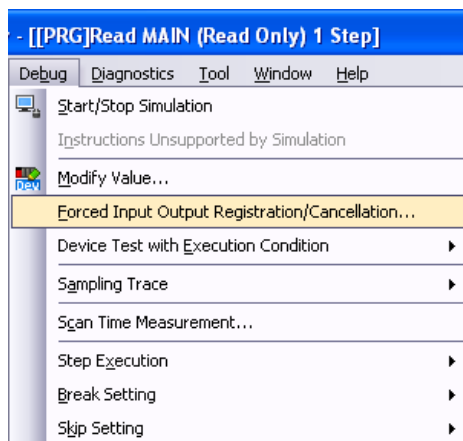 - [[PRG]Read MAIN (Read Only) 1 Step]
Debug Diagnostics Tool Window Help
Start/Stop Simulation
Instructions Unsupported by Simulation
Dev
Modify Value...
Forced Input Output Registration/Cancellation...
Device Test with Execution Condition
Sampling Trace
Scan Time Measurement...
Step Execution
Break Setting
Skip Setting